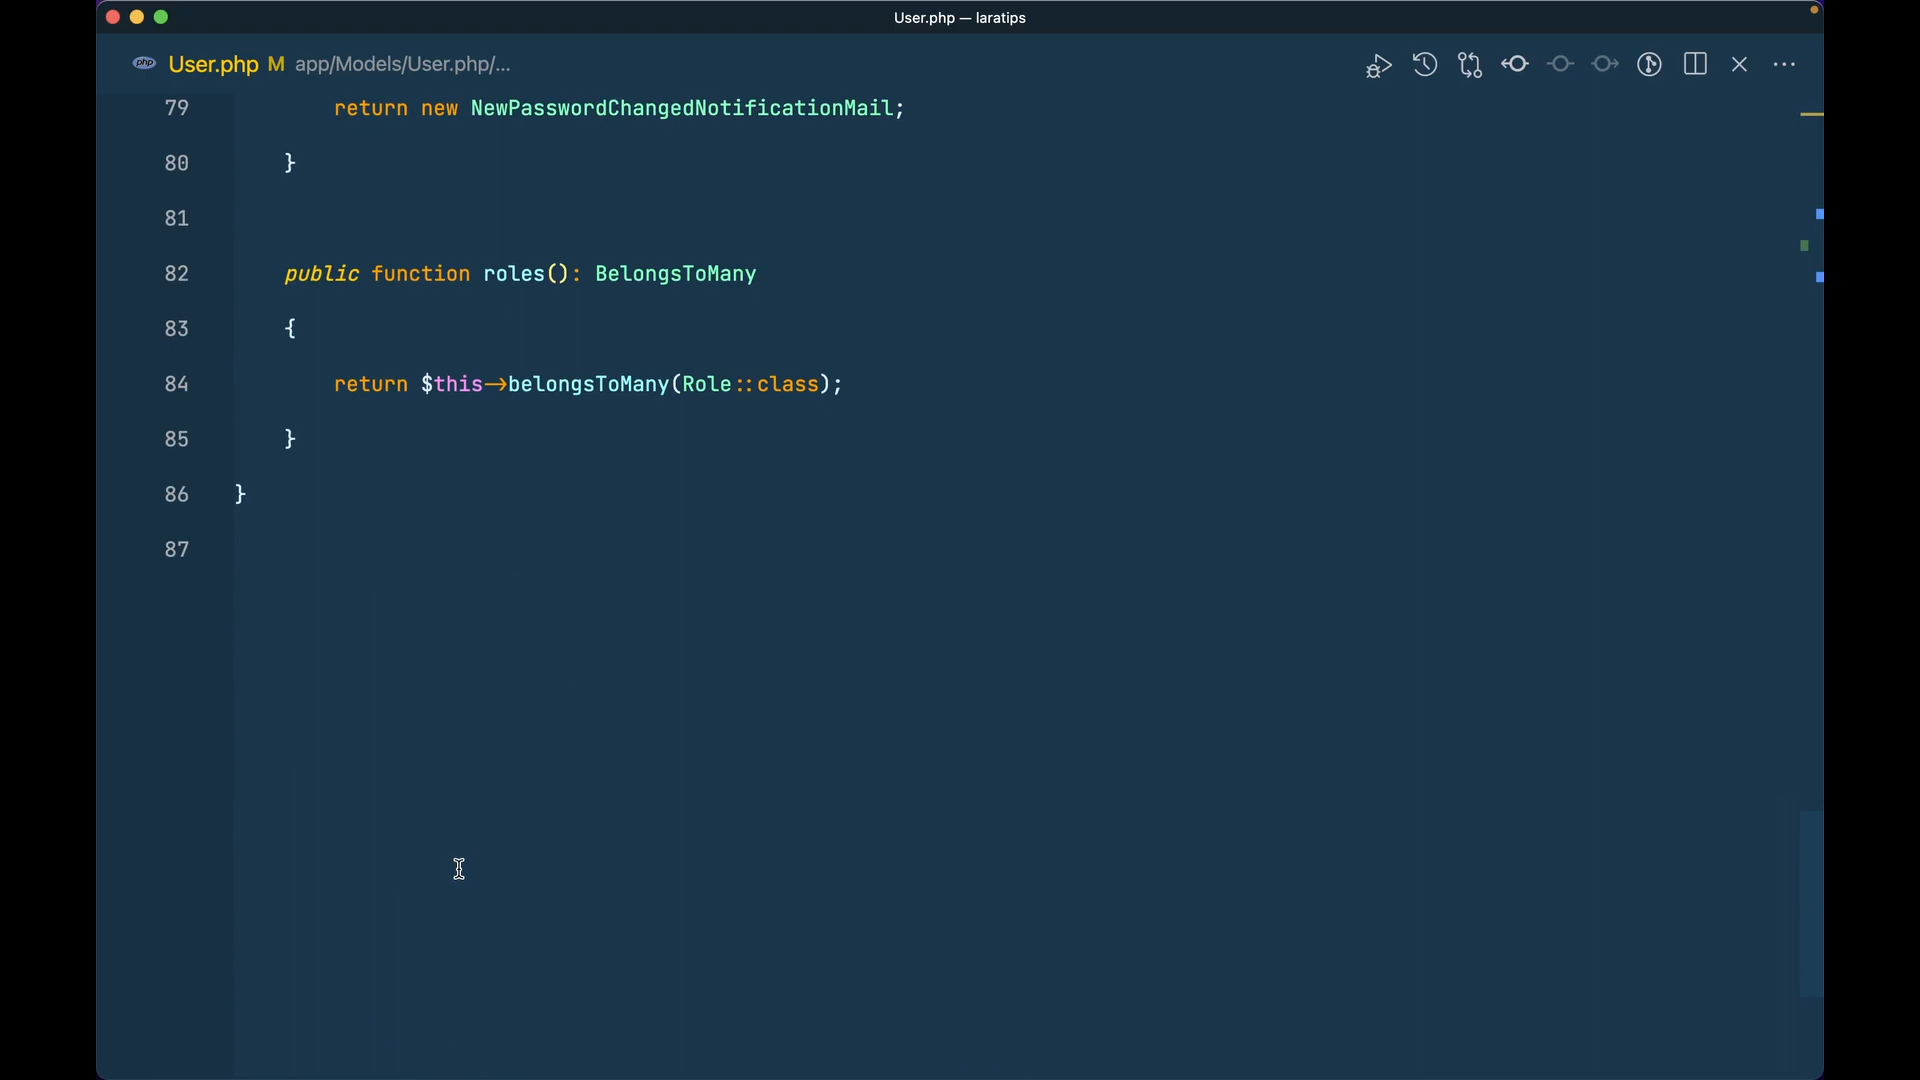 User.php — laratips
php User.php M app/Models/User.php/...
79 return new NewPasswordChangedNotificationMail;
80 }
81
82 public function roles(): BelongsToMany
83 {
84 return $this->belongsToMany(Role::class);
85 }
86 }
87